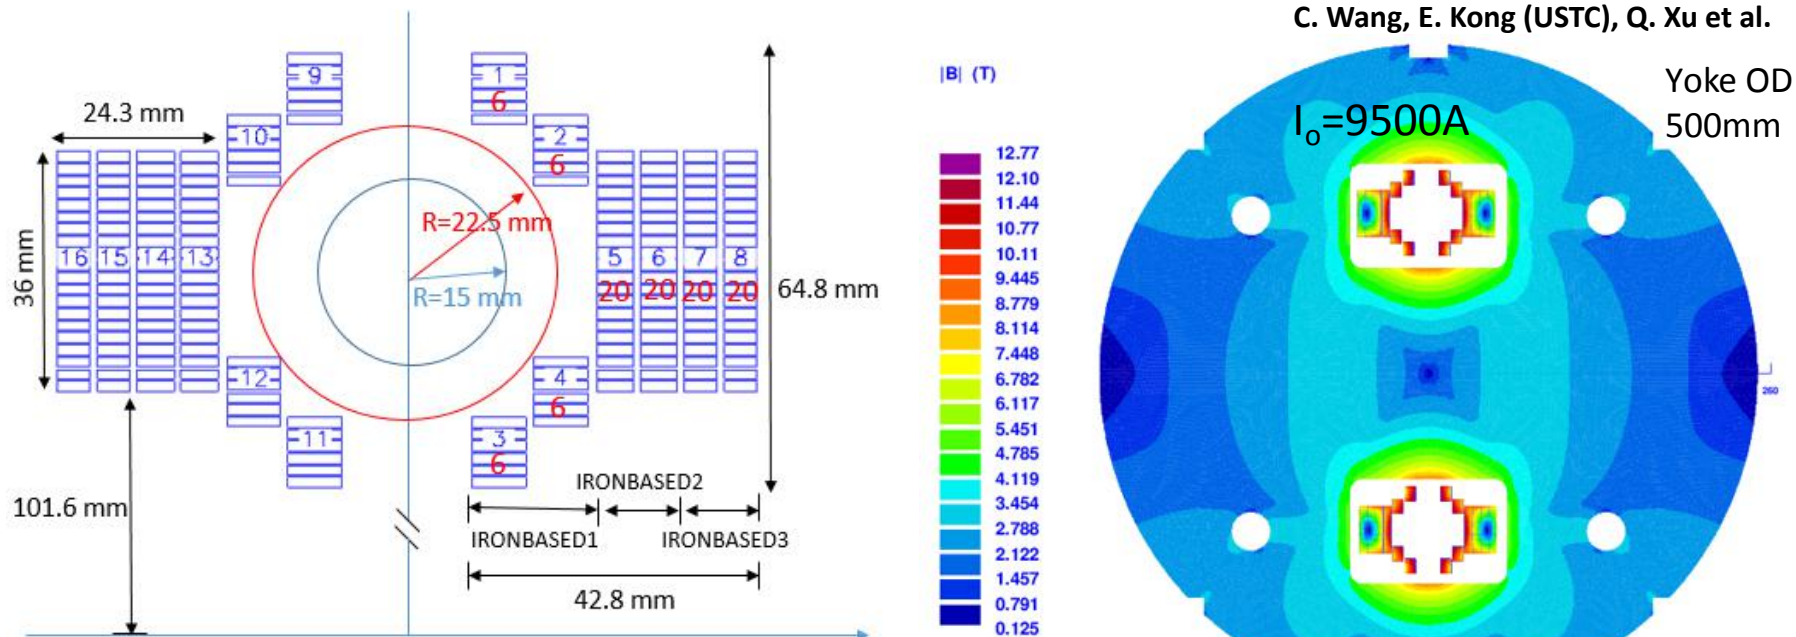 C. Wang, E. Kong (USTC), Q. Xu et al.
9
1
6
24.3 mm
10
2
6
R=22.5 mm
16 15 14 13
5 6 7 8
20 20 20 20
R=15 mm
36 mm
64.8 mm
12
4
6
11
3
6
101.6 mm
IRONBASED2
IRONBASED1
IRONBASED3
42.8 mm
|B| (T)
12.77
12.10
11.44
10.77
10.11
9.445
8.779
8.114
7.448
6.782
6.117
5.451
4.785
4.119
3.454
2.788
2.122
1.457
0.791
0.125
Io=9500A
Yoke OD
500mm
260